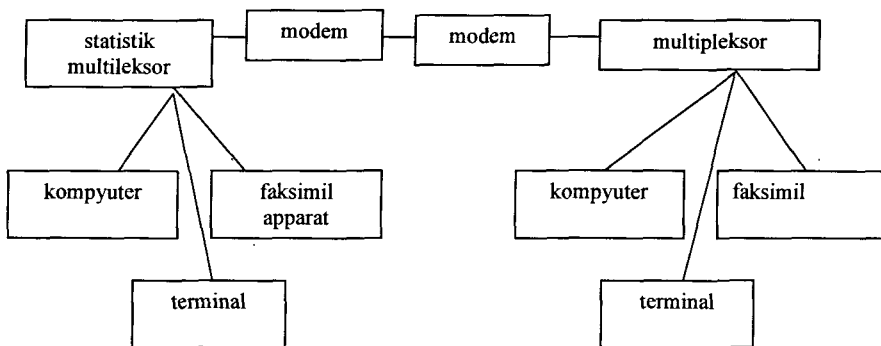 statistik
multileksor
modem
modem
multipleksor
kompyuter
faksimil
apparat
kompyuter
faksimil
terminal
terminal